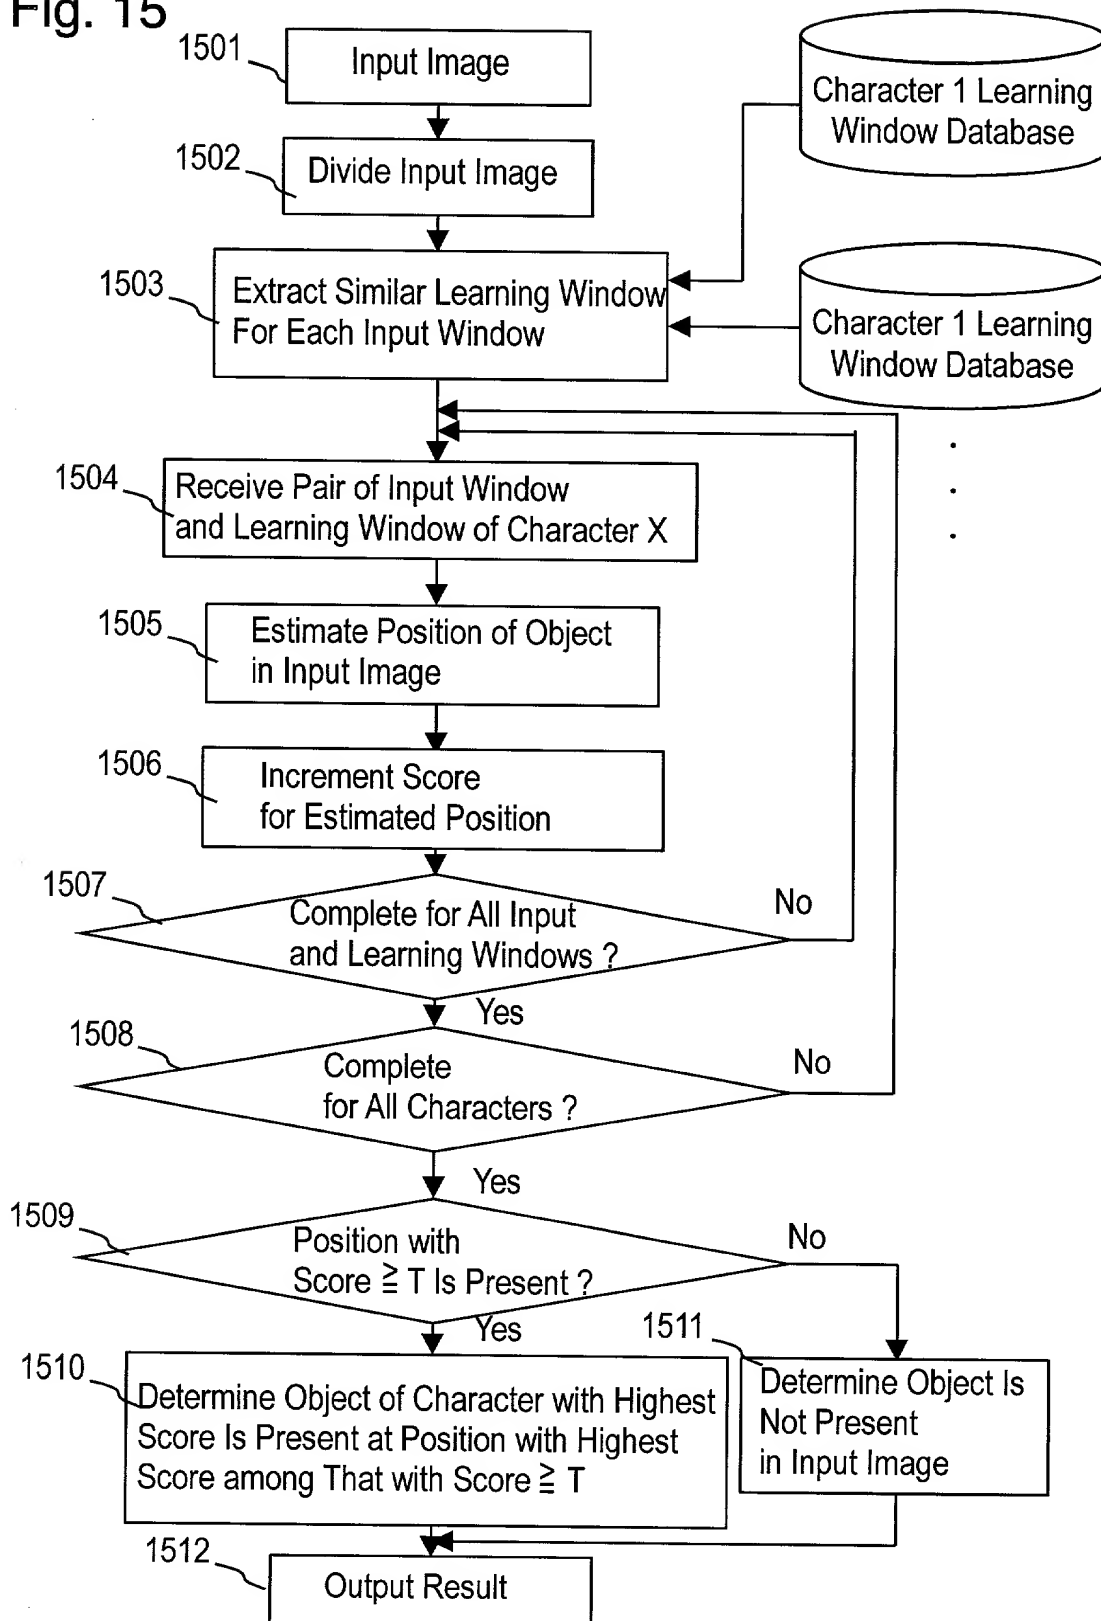 Fig. 15
1501
Input Image
Character 1 Learning
Window Database
1502
Divide Input Image
1503
Extract Similar Learning Window
For Each Input Window
Character 1 Learning
Window Database
1504
Receive Pair of Input Window
and Learning Window of Character X
1505
Estimate Position of Object
in Input Image
1506
Increment Score
for Estimated Position
1507
Complete for All Input
and Learning Windows ?
No
Yes
1508
Complete
for All Characters ?
No
Yes
1509
Position with
Score ≧ T Is Present ?
No
Yes
1510
Determine Object of Character with Highest
Score Is Present at Position with Highest
Score among That with Score ≧ T
1511
Determine Object Is
Not Present
in Input Image
1512
Output Result